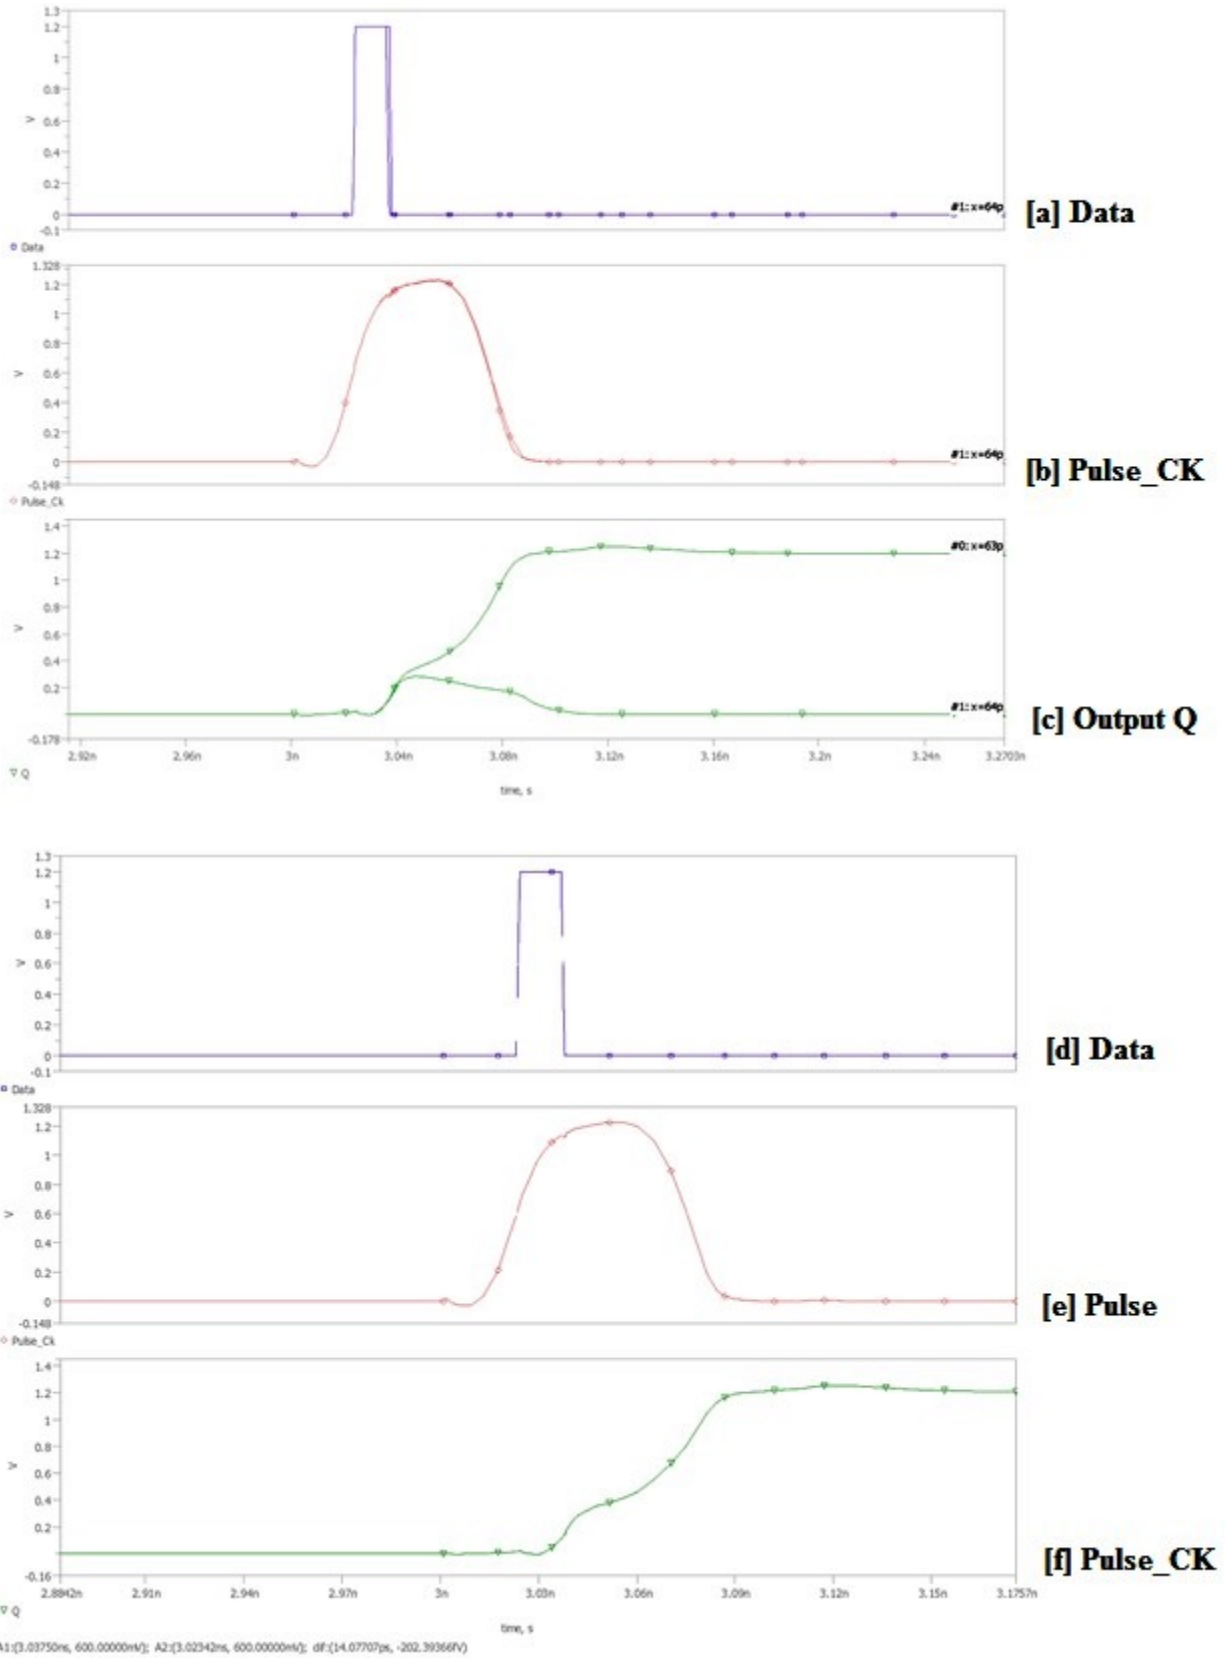 1.3
1.2
1
0.8
0.6
0.4
0.2
0
-0.1
V
#1: x=64p
[a] Data
Data
1.328
1.2
1
0.8
0.6
0.4
0.2
0
-0.148
V
#1: x=64p
[b] Pulse_CK
Pulse_Ck
1.4
1.2
1
0.8
0.6
0.4
0.2
-0.178
V
#0: x=63p
#1: x=64p
[c] Output Q
2.92n 2.96n 3n 3.04n 3.08n 3.12n 3.16n 3.2n 3.24n 3.2703n
Q
time, s
1.3
1.2
1
0.8
0.6
0.4
0.2
0
-0.1
V
[d] Data
Data
1.328
1.2
1
0.8
0.6
0.4
0.2
0
-0.148
V
[e] Pulse
Pulse_Ck
1.4
1.2
1
0.8
0.6
0.4
0.2
-0.16
V
[f] Pulse_CK
2.8842n 2.91n 2.94n 2.97n 3n 3.03n 3.06n 3.09n 3.12n 3.15n 3.1757n
Q
time, s
A1:(3.03750ns, 600.00000mV); A2:(3.02342ns, 600.00000mV); dif:(14.07707ps, -202.39366fV)